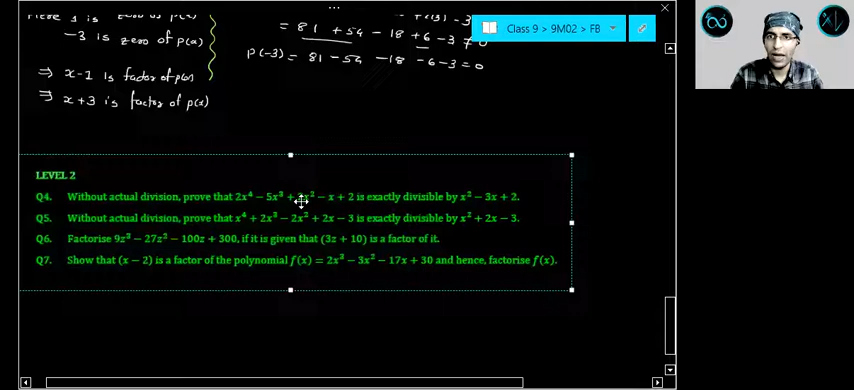 -3 is zero of p(x)
= 81 + 54 - 18 + 6 - 3 ≠ 0
p(-3) = 81 - 54 - 18 - 6 - 3 = 0
⇒ x-1 is factor of p(x)
⇒ x+3 is factor of p(x)
Class 9 > 9M02 > FB
LEVEL 2
Q4. Without actual division, prove that 2x⁴ − 5x³ + 2x² − x + 2 is exactly divisible by x² − 3x + 2.
Q5. Without actual division, prove that x⁴ + 2x³ − 2x² + 2x − 3 is exactly divisible by x² + 2x − 3.
Q6. Factorise 9z³ − 27z² − 100z + 300, if it is given that (3z + 10) is a factor of it.
Q7. Show that (x − 2) is a factor of the polynomial f(x) = 2x³ − 3x² − 17x + 30 and hence, factorise f(x).